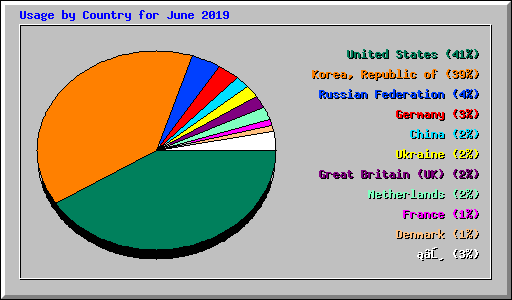 Usage by Country for June 2019
United States (41%)
Korea, Republic of (39%)
Russian Federation (4%)
Germany (3%)
China (2%)
Ukraine (2%)
Great Britain (UK) (2%)
Netherlands (2%)
France (1%)
Denmark (1%)
(3%)